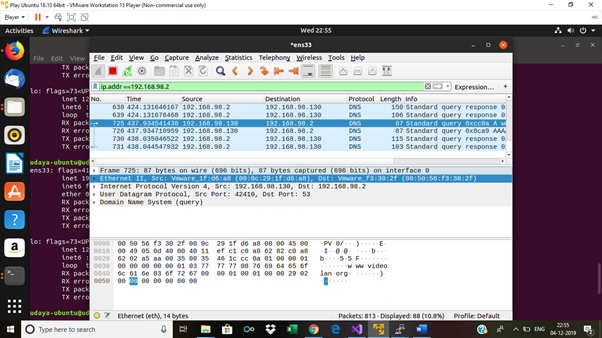 Play Ubuntu 18.10 64bit - VMware Workstation 15 Player (Non-commercial use only)
Player
Activities
Wireshark
Wed 22:55
*ens33
File Edit View Go Capture Analyze Statistics Telephony Wireless Tools Help
ip.addr ==192.168.98.2
Expression...
No. Time Source Destination Protocol Length Info
638 424.131646167 192.168.98.2 192.168.98.130 DNS 150 Standard query response 0
639 424.131676468 192.168.98.2 192.168.98.130 DNS 106 Standard query response 0
725 437.934541438 192.168.98.130 192.168.98.2 DNS 87 Standard query 0xcc0a A ww
726 437.934710959 192.168.98.130 192.168.98.2 DNS 87 Standard query 0x8ca9 AAAA
730 438.035046522 192.168.98.2 192.168.98.130 DNS 115 Standard query response 0
731 438.044547932 192.168.98.2 192.168.98.130 DNS 103 Standard query response 0
Frame 725: 87 bytes on wire (696 bits), 87 bytes captured (696 bits) on interface 0
Ethernet II, Src: Vmware_1f:d6:a8 (00:0c:29:1f:d6:a8), Dst: Vmware_f3:30:2f (00:50:56:f3:30:2f)
Internet Protocol Version 4, Src: 192.168.98.130, Dst: 192.168.98.2
User Datagram Protocol, Src Port: 42410, Dst Port: 53
Domain Name System (query)
0000 00 50 56 f3 30 2f 00 0c 29 1f d6 a8 08 00 45 00
0010 00 49 05 0d 40 00 40 11 ef c1 c0 a8 62 82 c0 a8
0020 62 02 a5 aa 00 35 00 35 46 1c cc 0a 01 00 00 01
0030 00 00 00 00 00 01 03 77 77 77 08 76 69 64 65 6f
0040 6c 61 6e 03 6f 72 67 00 00 01 00 01 00 00 29 02
0050 00 00 00 00 00 00 00
Ethernet (eth), 14 bytes
Packets: 813 · Displayed: 88 (10.8%)
Profile: Default
File Edit
RX pack
TX erro
lo: flags=73<UP
inet 12
inet6 :
loop t
RX pack
RX erro
TX pack
TX erro
udaya-ubuntu@ud
ens33: flags=41
inet 19
inet6 f
ether 0
RX pack
RX erro
TX pack
TX erro
lo: flags=73<UP
inet 12
inet6 :
loop t
RX pack
RX erro
TX pack
TX erro
udaya-ubuntu@ud
Type here to search
ENG
22:55
04-12-2019